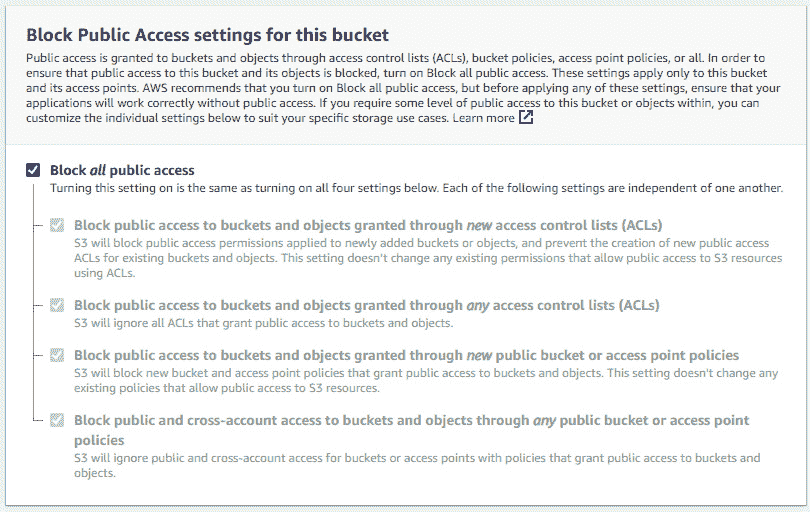 Block Public Access settings for this bucket
Public access is granted to buckets and objects through access control lists (ACLs), bucket policies, access point policies, or all. In order
to ensure that public access to this bucket and its objects is blocked, turn on Block all public access. These settings apply only to this bucket
and its access points. AWS recommends that you turn on Block all public access, but before applying any of these settings, ensure that your
applications will work correctly without public access. If you require some level of public access to this bucket or objects within, you can
customize the individual settings below to suit your specific storage use cases. Learn more
Block all public access
Turning this setting on is the same as turning on all four settings below. Each of the following settings are independent of one another.
Block public access to buckets and objects granted through new access control lists (ACLs)
S3 will block public access permissions applied to newly added buckets or objects, and prevent the creation of new public access
ACLs for existing buckets and objects. This setting doesn't change any existing permissions that allow public access to S3 resources
using ACLs.
Block public access to buckets and objects granted through any access control lists (ACLs)
S3 will ignore all ACLs that grant public access to buckets and objects.
Block public access to buckets and objects granted through new public bucket or access point policies
S3 will block new bucket and access point policies that grant public access to buckets and objects. This setting doesn't change any
existing policies that allow public access to S3 resources.
Block public and cross-account access to buckets and objects through any public bucket or access point
policies
S3 will ignore public and cross-account access for buckets or access points with policies that grant public access to buckets and
objects.